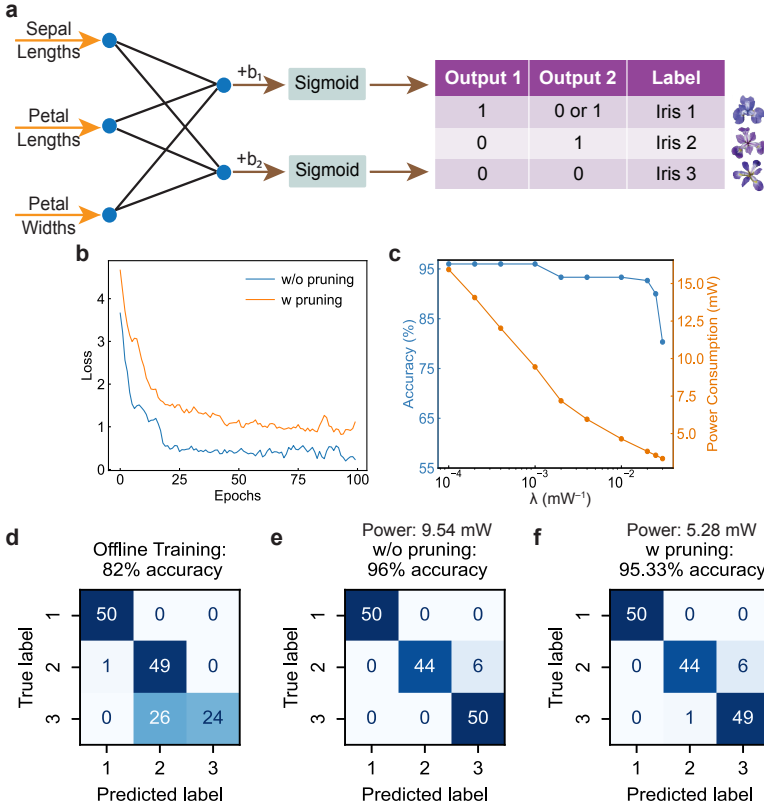 a
Sepal
Lengths
Petal
Lengths
Petal
Widths
+b₁
Sigmoid
+b₂
Sigmoid
Output 1 Output 2 Label
1 0 or 1 Iris 1
0 1 Iris 2
0 0 Iris 3
b
Loss
4
3
2
1
0
w/o pruning
w pruning
0 25 50 75 100
Epochs
c
Accuracy (%)
95
85
75
65
55
15.0
12.5
10.0
7.5
5.0
Power Consumption (mW)
10⁻⁴ 10⁻³ 10⁻²
λ (mW⁻¹)
d
Offline Training:
82% accuracy
True label
1 50 0 0
2 1 49 0
3 0 26 24
1 2 3
Predicted label
e
Power: 9.54 mW
w/o pruning:
96% accuracy
True label
1 50 0 0
2 0 44 6
3 0 0 50
1 2 3
Predicted label
f
Power: 5.28 mW
w pruning:
95.33% accuracy
True label
1 50 0 0
2 0 44 6
3 0 1 49
1 2 3
Predicted label